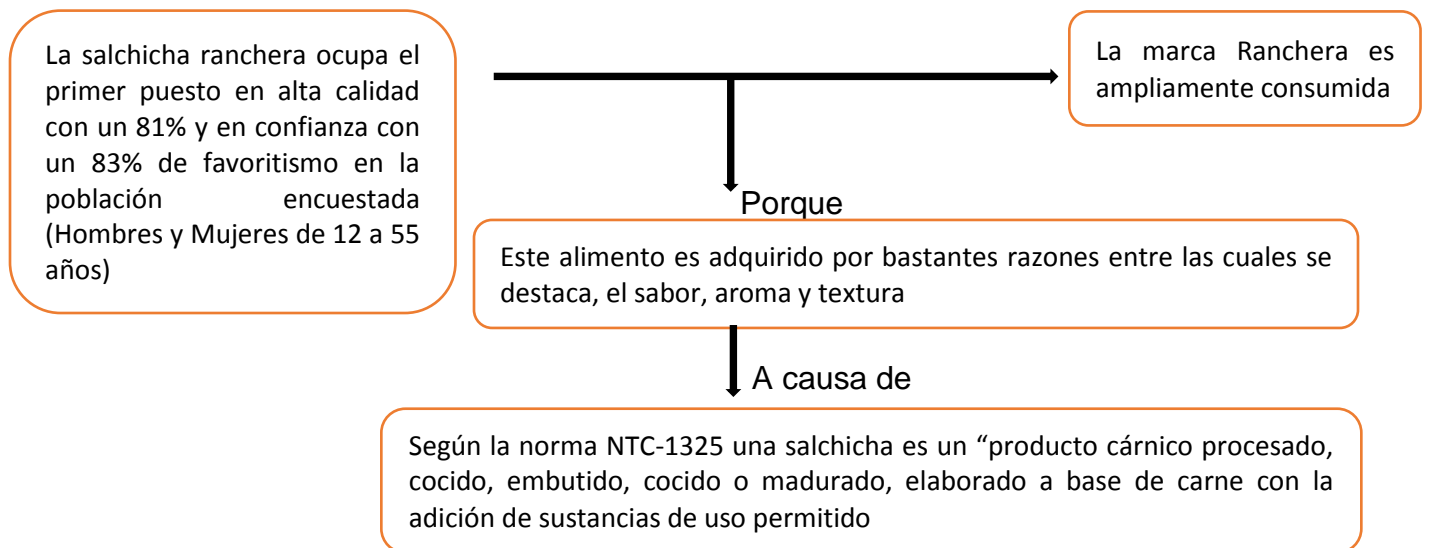 La salchicha ranchera ocupa el
primer puesto en alta calidad
con un 81% y en confianza con
un 83% de favoritismo en la
población encuestada
(Hombres y Mujeres de 12 a 55
años)
La marca Ranchera es
ampliamente consumida
Porque
Este alimento es adquirido por bastantes razones entre las cuales se
destaca, el sabor, aroma y textura
A causa de
Según la norma NTC-1325 una salchicha es un “producto cárnico procesado,
cocido, embutido, cocido o madurado, elaborado a base de carne con la
adición de sustancias de uso permitido